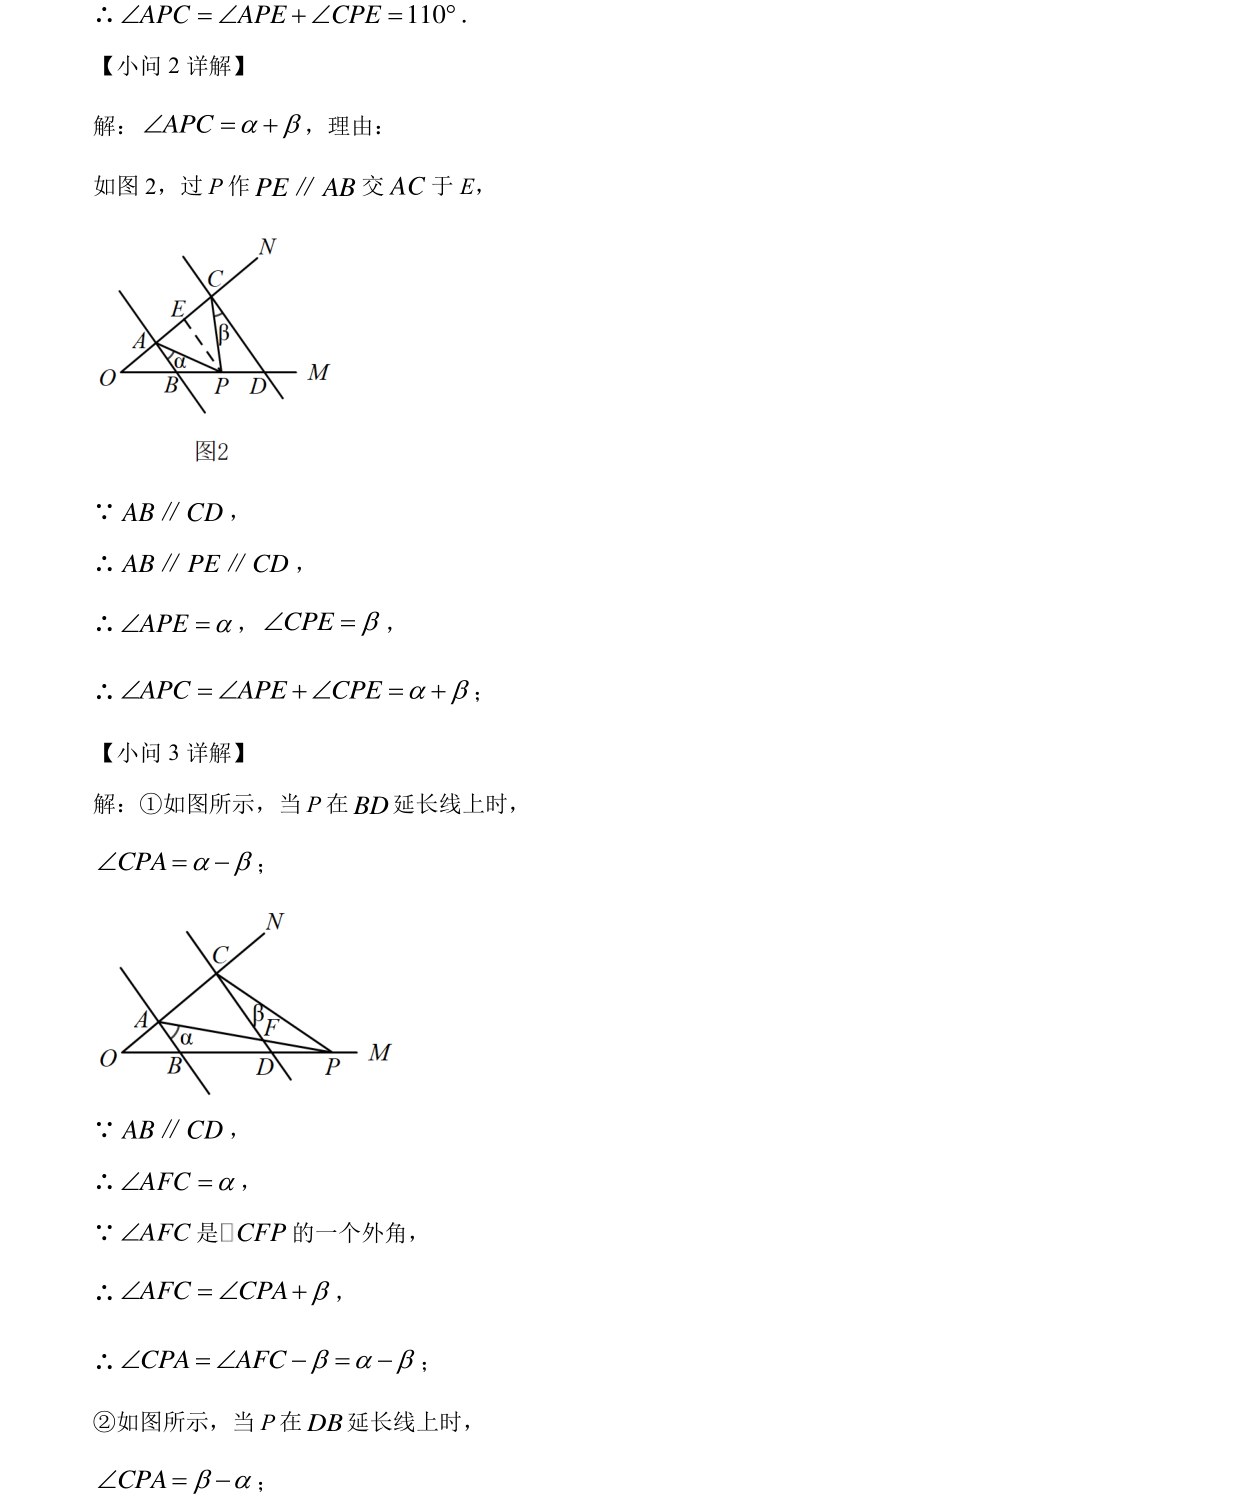 ∴∠APC=∠APE+∠CPE=110°.
【小问 2 详解】
解：∠APC=α+β，理由：
如图 2，过 P 作 PE∥AB 交 AC 于 E，
N
C
E
β
A
α
O
B
P
D
M
图2
∵AB∥CD，
∴AB∥PE∥CD，
∴∠APE=α，∠CPE=β，
∴∠APC=∠APE+∠CPE=α+β；
【小问 3 详解】
解：①如图所示，当 P 在 BD 延长线上时，
∠CPA=α−β；
N
C
β
A
F
α
O
B
D
P
M
∵AB∥CD，
∴∠AFC=α，
∵∠AFC 是□CFP 的一个外角，
∴∠AFC=∠CPA+β，
∴∠CPA=∠AFC−β=α−β；
②如图所示，当 P 在 DB 延长线上时，
∠CPA=β−α；